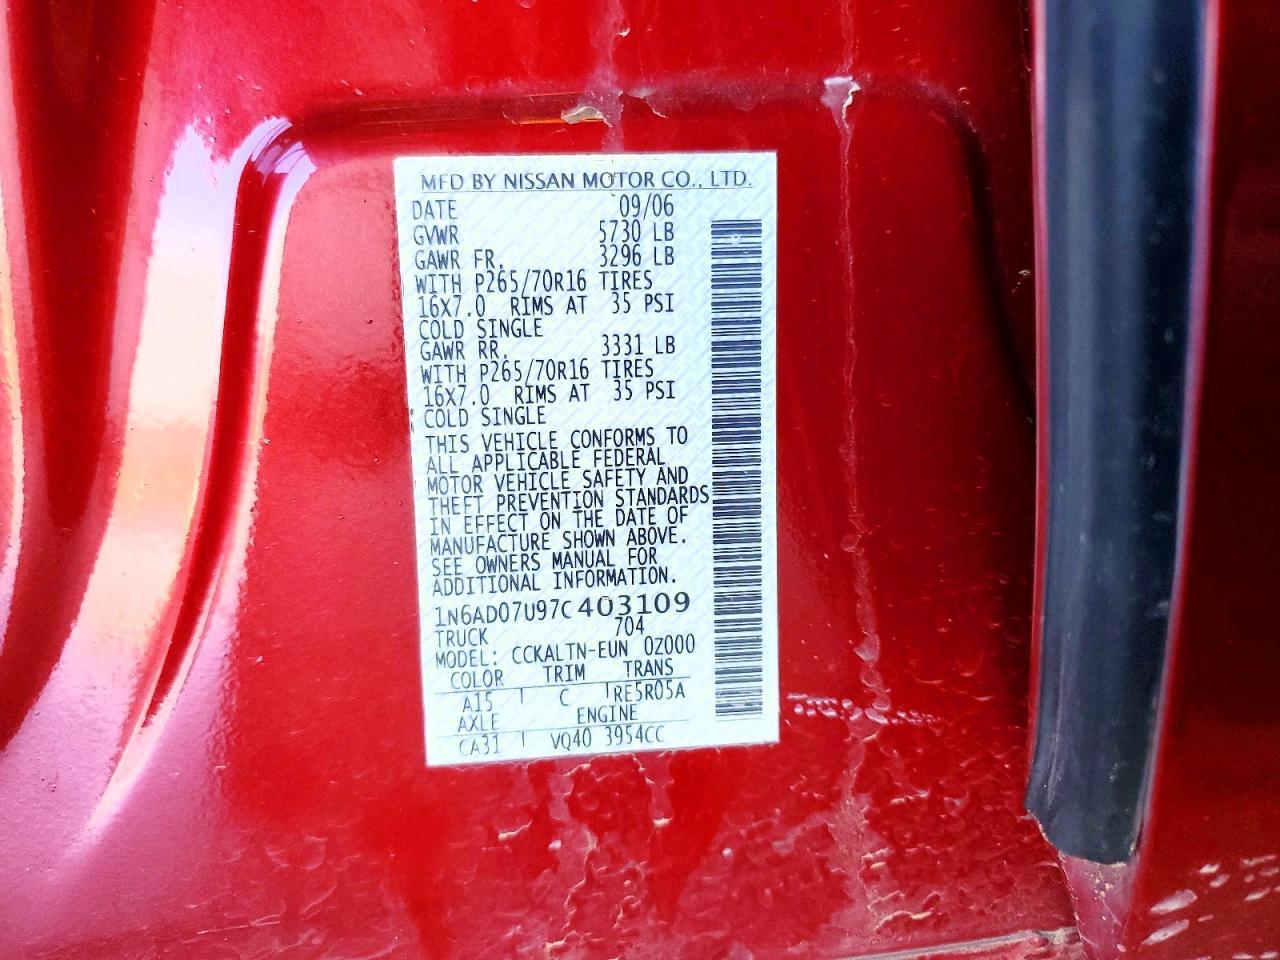 MFD BY NISSAN MOTOR CO., LTD.
DATE 09/06
GVWR 5730 LB
GAWR FR. 3296 LB
WITH P265/70R16 TIRES
16X7.0 RIMS AT 35 PSI
COLD SINGLE
GAWR RR. 3331 LB
WITH P265/70R16 TIRES
16X7.0 RIMS AT 35 PSI
COLD SINGLE
THIS VEHICLE CONFORMS TO
ALL APPLICABLE FEDERAL
MOTOR VEHICLE SAFETY AND
THEFT PREVENTION STANDARDS
IN EFFECT ON THE DATE OF
MANUFACTURE SHOWN ABOVE.
SEE OWNERS MANUAL FOR
ADDITIONAL INFORMATION.
1N6AD07U97C403109
TRUCK 704
MODEL: CCKALTN-EUN 0Z000
COLOR TRIM TRANS
A15 C RE5R05A
AXLE ENGINE
CA31 VQ40 3954CC